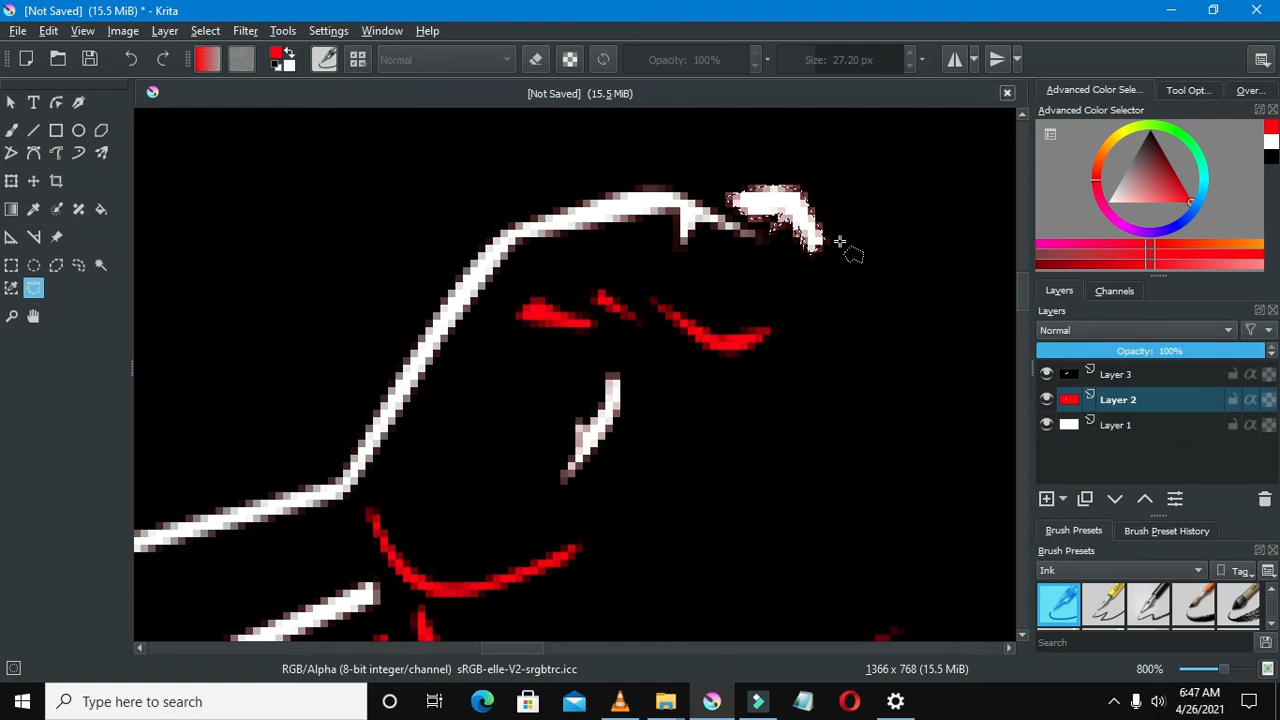 [Not Saved] (15.5 MiB) * - Krita
File Edit View Image Layer Select Filter Tools Settings Window Help
Normal Opacity: 100% Size: 27.20 px
[Not Saved] (15.5 MiB)
Advanced Color Sele... Tool Opt... Over...
Advanced Color Selector
Layers Channels
Layers
Normal
Opacity: 100%
Layer 3
Layer 2
Layer 1
Brush Presets Brush Preset History
Brush Presets
Ink Tag
Search
RGB/Alpha (8-bit integer/channel) sRGB-elle-V2-srgbtrc.icc 1366 x 768 (15.5 MiB) 800%
Type here to search
6:47 AM
4/26/2021